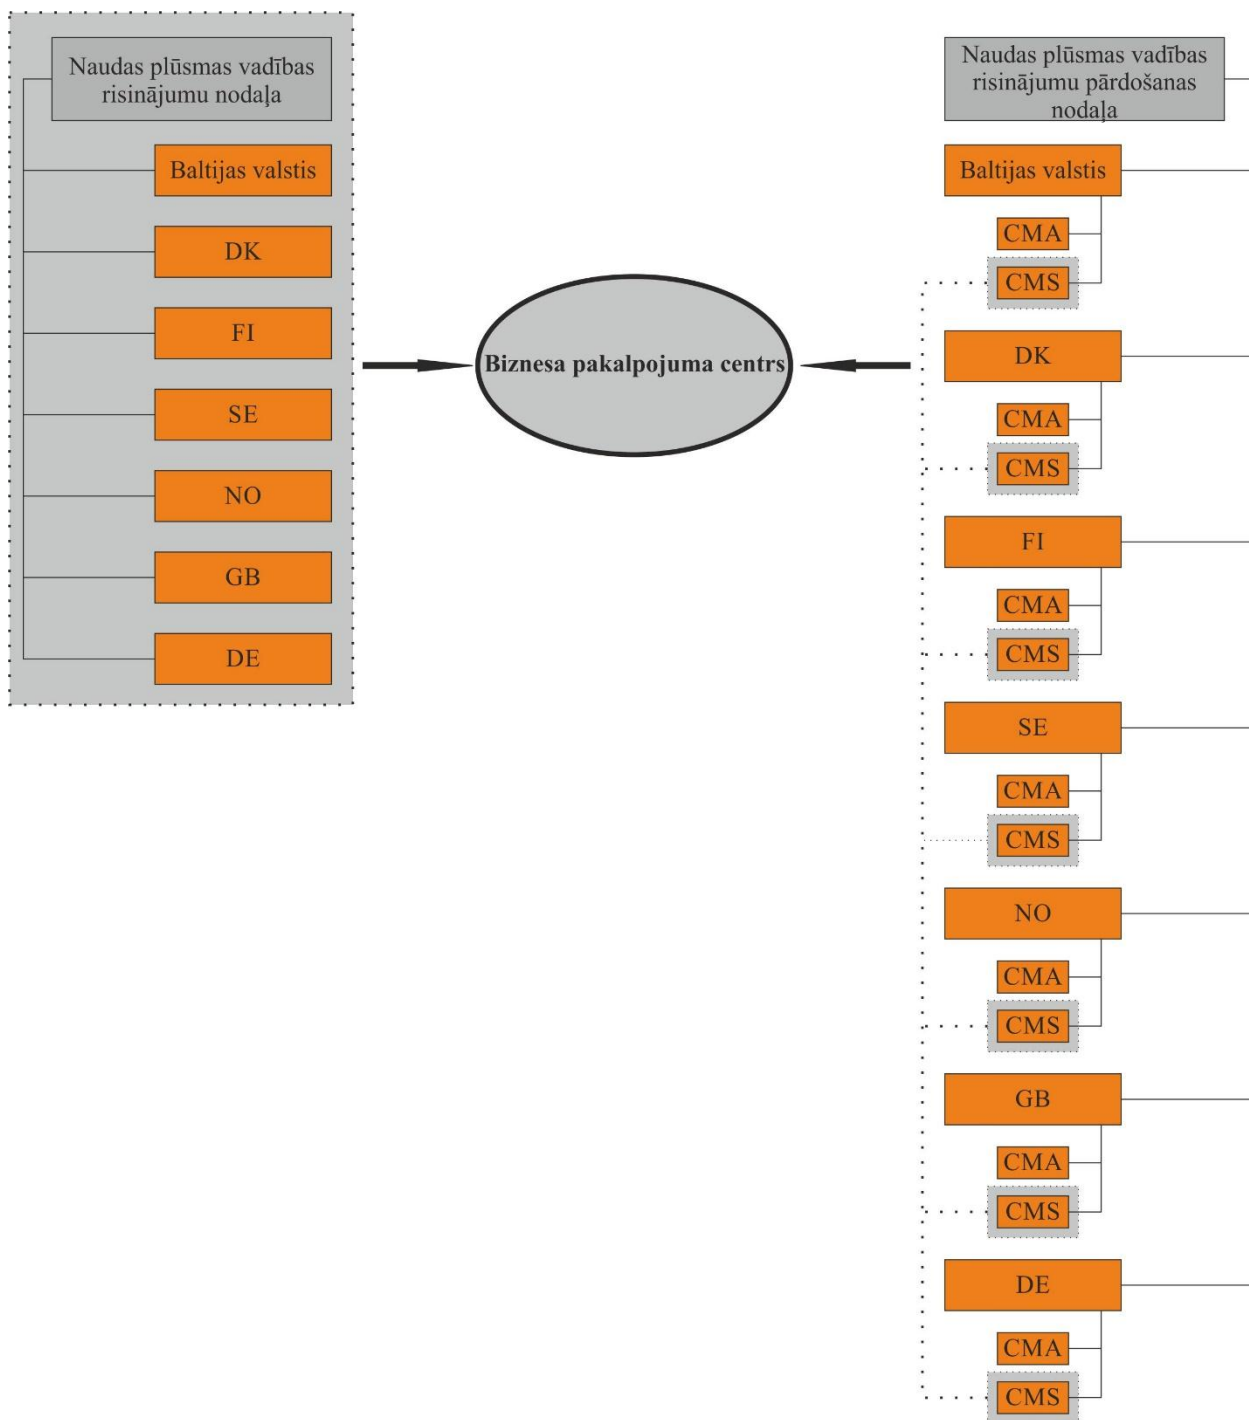 Naudas plūsmas vadības
risinājumu nodaļa
Baltijas valstis
DK
FI
SE
NO
GB
DE
Biznesa pakalpojuma centrs
Naudas plūsmas vadības
risinājumu pārdošanas
nodaļa
Baltijas valstis
CMA
CMS
DK
CMA
CMS
FI
CMA
CMS
SE
CMA
CMS
NO
CMA
CMS
GB
CMA
CMS
DE
CMA
CMS